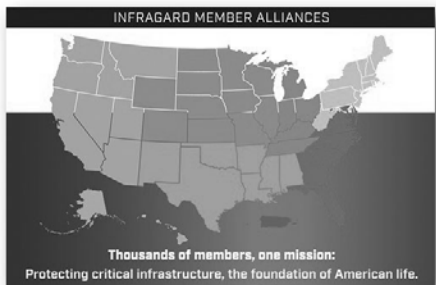 INFRAGARD MEMBER ALLIANCES
Thousands of members, one mission:
Protecting critical infrastructure, the foundation of American life.